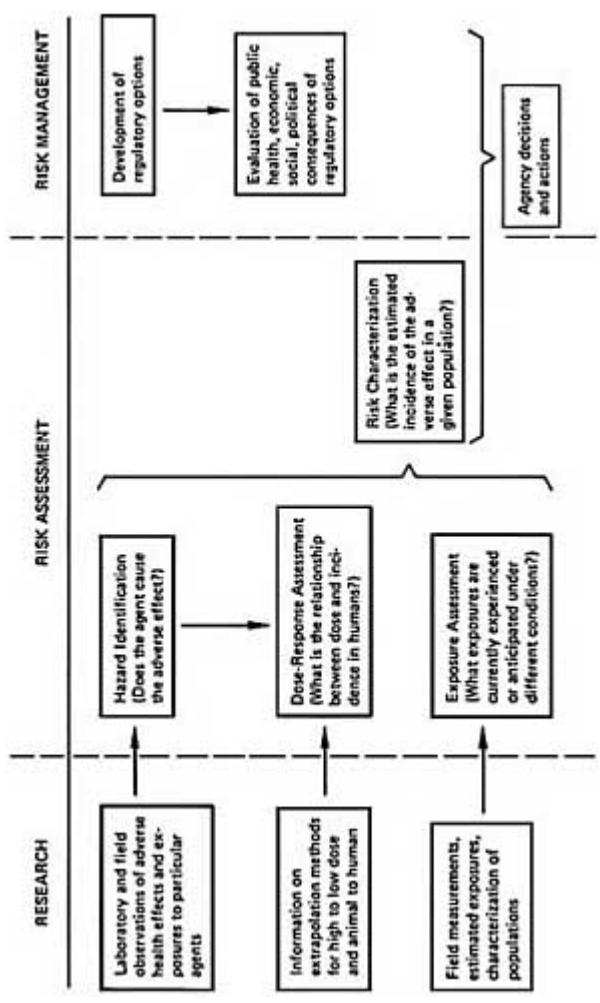 RESEARCH
RISK ASSESSMENT
RISK MANAGEMENT
Laboratory and field
observations of adverse
health effects and ex-
posures to particular
agents
Information on
extrapolation methods
for high to low dose
and animal to human
Field measurements,
estimated exposures,
characterization of
populations
Hazard Identification
(Does the agent cause
the adverse effect?)
Dose-Response Assessment
(What is the relationship
between dose and inci-
dence in humans?)
Exposure Assessment
(What exposures are
currently experienced
or anticipated under
different conditions?)
Risk Characterization
(What is the estimated
incidence of the ad-
verse effect in a
given population?)
Development of
regulatory options
Evaluation of public
health, economic,
social, political
consequences of
regulatory options
Agency decisions
and actions